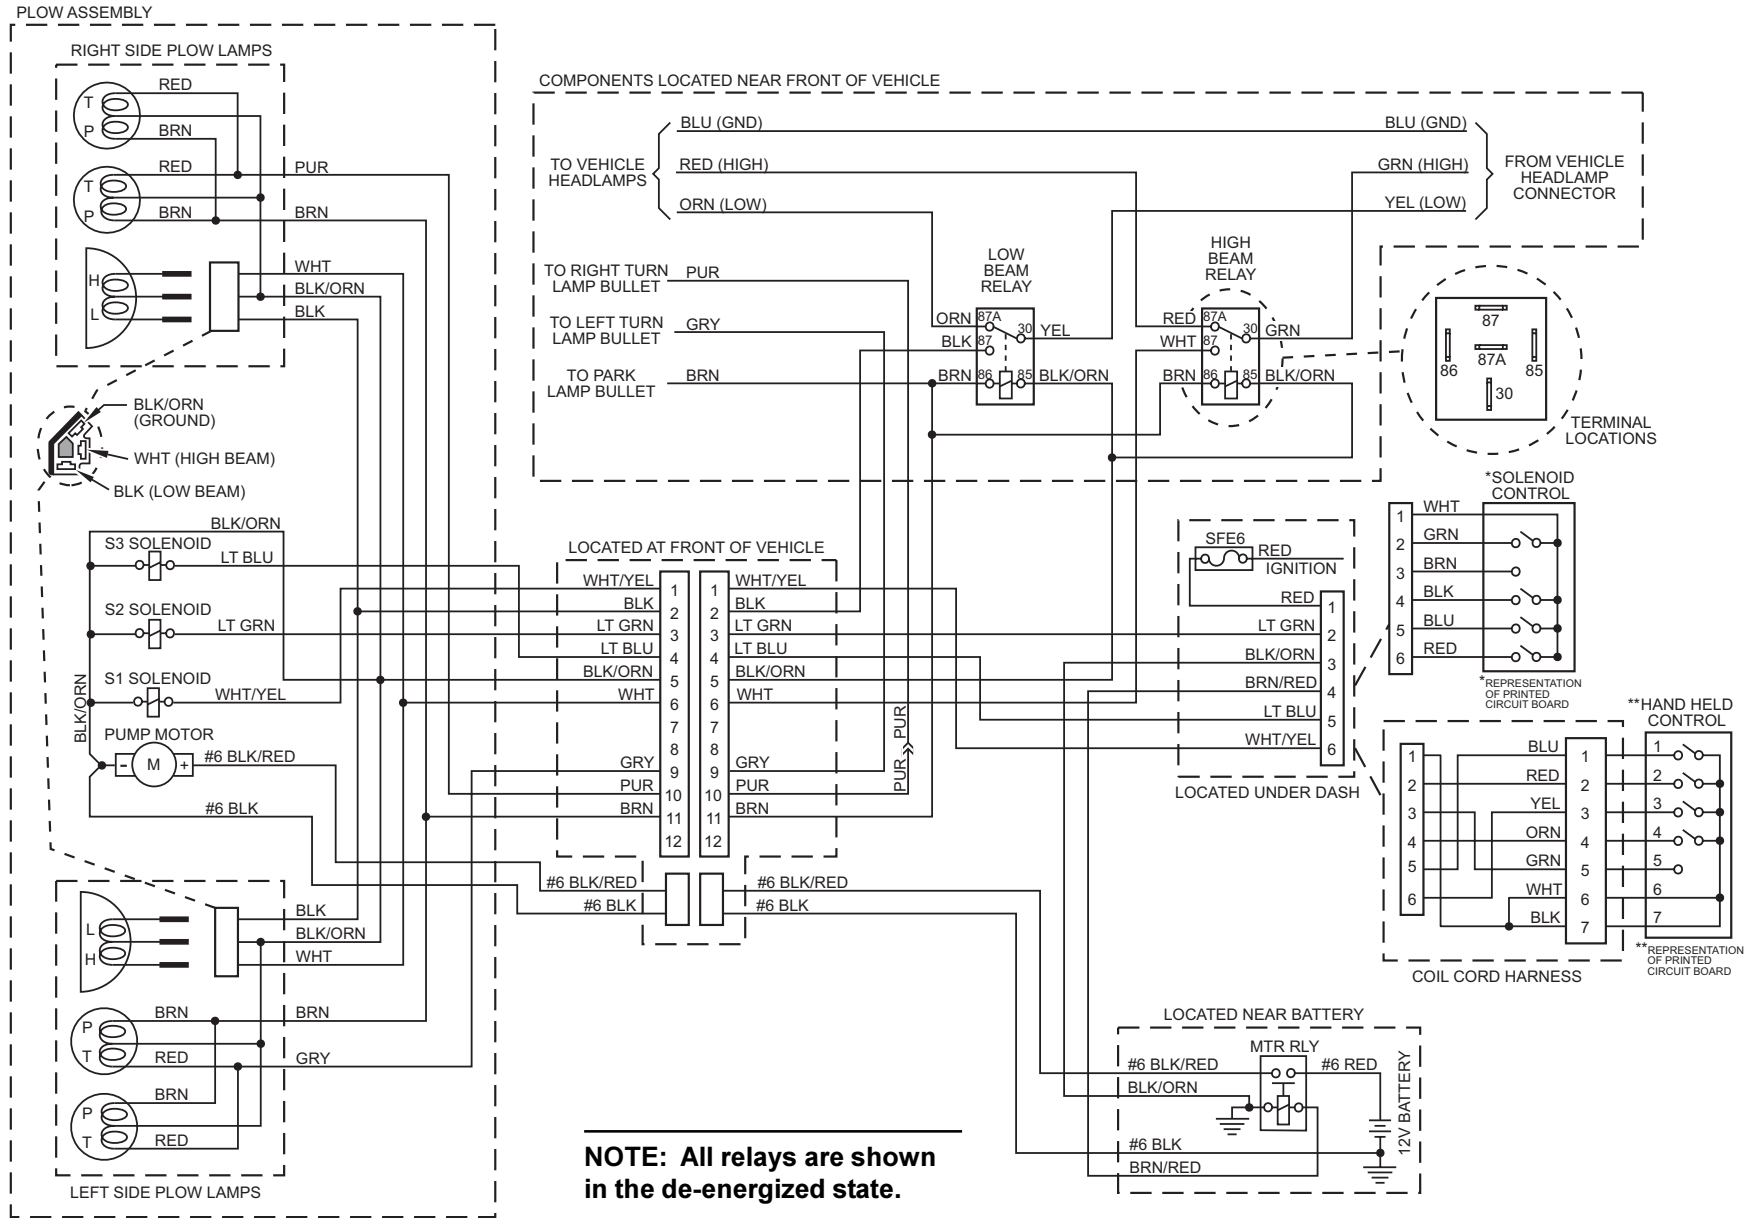 PLOW ASSEMBLY
RIGHT SIDE PLOW LAMPS
T
P
RED
BRN
T
P
RED
BRN
PUR
BRN
H
L
WHT
BLK/ORN
BLK
BLK/ORN
(GROUND)
WHT (HIGH BEAM)
BLK (LOW BEAM)
BLK/ORN
S3 SOLENOID
LT BLU
S2 SOLENOID
LT GRN
S1 SOLENOID
WHT/YEL
BLK/ORN
PUMP MOTOR
- M +
#6 BLK/RED
#6 BLK
L
H
BLK
BLK/ORN
WHT
P
T
BRN
RED
BRN
GRY
P
T
BRN
RED
LEFT SIDE PLOW LAMPS
COMPONENTS LOCATED NEAR FRONT OF VEHICLE
TO VEHICLE
HEADLAMPS
BLU (GND)
RED (HIGH)
ORN (LOW)
BLU (GND)
GRN (HIGH)
YEL (LOW)
FROM VEHICLE
HEADLAMP
CONNECTOR
TO RIGHT TURN
LAMP BULLET
PUR
TO LEFT TURN
LAMP BULLET
GRY
TO PARK
LAMP BULLET
BRN
LOW
BEAM
RELAY
ORN 87A
30 YEL
BLK 87
BRN 86 85 BLK/ORN
HIGH
BEAM
RELAY
RED 87A
30 GRN
WHT 87
BRN 86 85 BLK/ORN
87
87A
86
85
30
TERMINAL
LOCATIONS
LOCATED AT FRONT OF VEHICLE
WHT/YEL 1 1 WHT/YEL
BLK 2 2 BLK
LT GRN 3 3 LT GRN
LT BLU 4 4 LT BLU
BLK/ORN 5 5 BLK/ORN
WHT 6 6 WHT
7 7
8 8
GRY 9 9 GRY
PUR 10 10 PUR
BRN 11 11 BRN
12 12
PUR
PUR
#6 BLK/RED
#6 BLK
#6 BLK/RED
#6 BLK
SFE6
RED
IGNITION
RED 1
LT GRN 2
BLK/ORN 3
BRN/RED 4
LT BLU 5
WHT/YEL 6
LOCATED UNDER DASH
*SOLENOID
CONTROL
1 WHT
2 GRN
3 BRN
4 BLK
5 BLU
6 RED
*REPRESENTATION
OF PRINTED
CIRCUIT BOARD
**HAND HELD
CONTROL
1 BLU 1 1
2 RED 2 2
3 YEL 3 3
4 ORN 4 4
5 GRN 5 5
6 WHT 6 6
BLK 7 7
**REPRESENTATION
OF PRINTED
CIRCUIT BOARD
COIL CORD HARNESS
LOCATED NEAR BATTERY
MTR RLY
#6 BLK/RED
#6 RED
BLK/ORN
#6 BLK
BRN/RED
12V BATTERY
NOTE: All relays are shown
in the de-energized state.